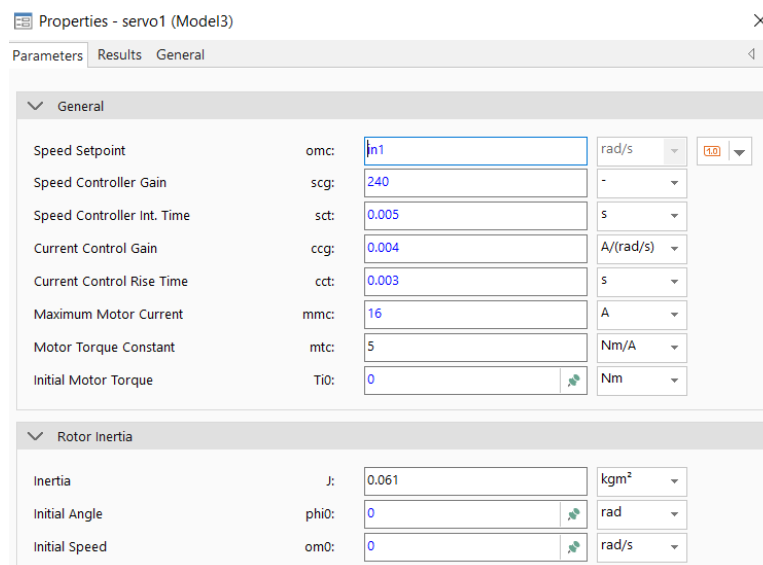 Properties - servo1 (Model3)
Parameters Results General
General
Speed Setpoint omc: in1 rad/s 1.0
Speed Controller Gain scg: 240 -
Speed Controller Int. Time sct: 0.005 s
Current Control Gain ccg: 0.004 A/(rad/s)
Current Control Rise Time cct: 0.003 s
Maximum Motor Current mmc: 16 A
Motor Torque Constant mtc: 5 Nm/A
Initial Motor Torque Ti0: 0 Nm
Rotor Inertia
Inertia J: 0.061 kgm²
Initial Angle phi0: 0 rad
Initial Speed om0: 0 rad/s